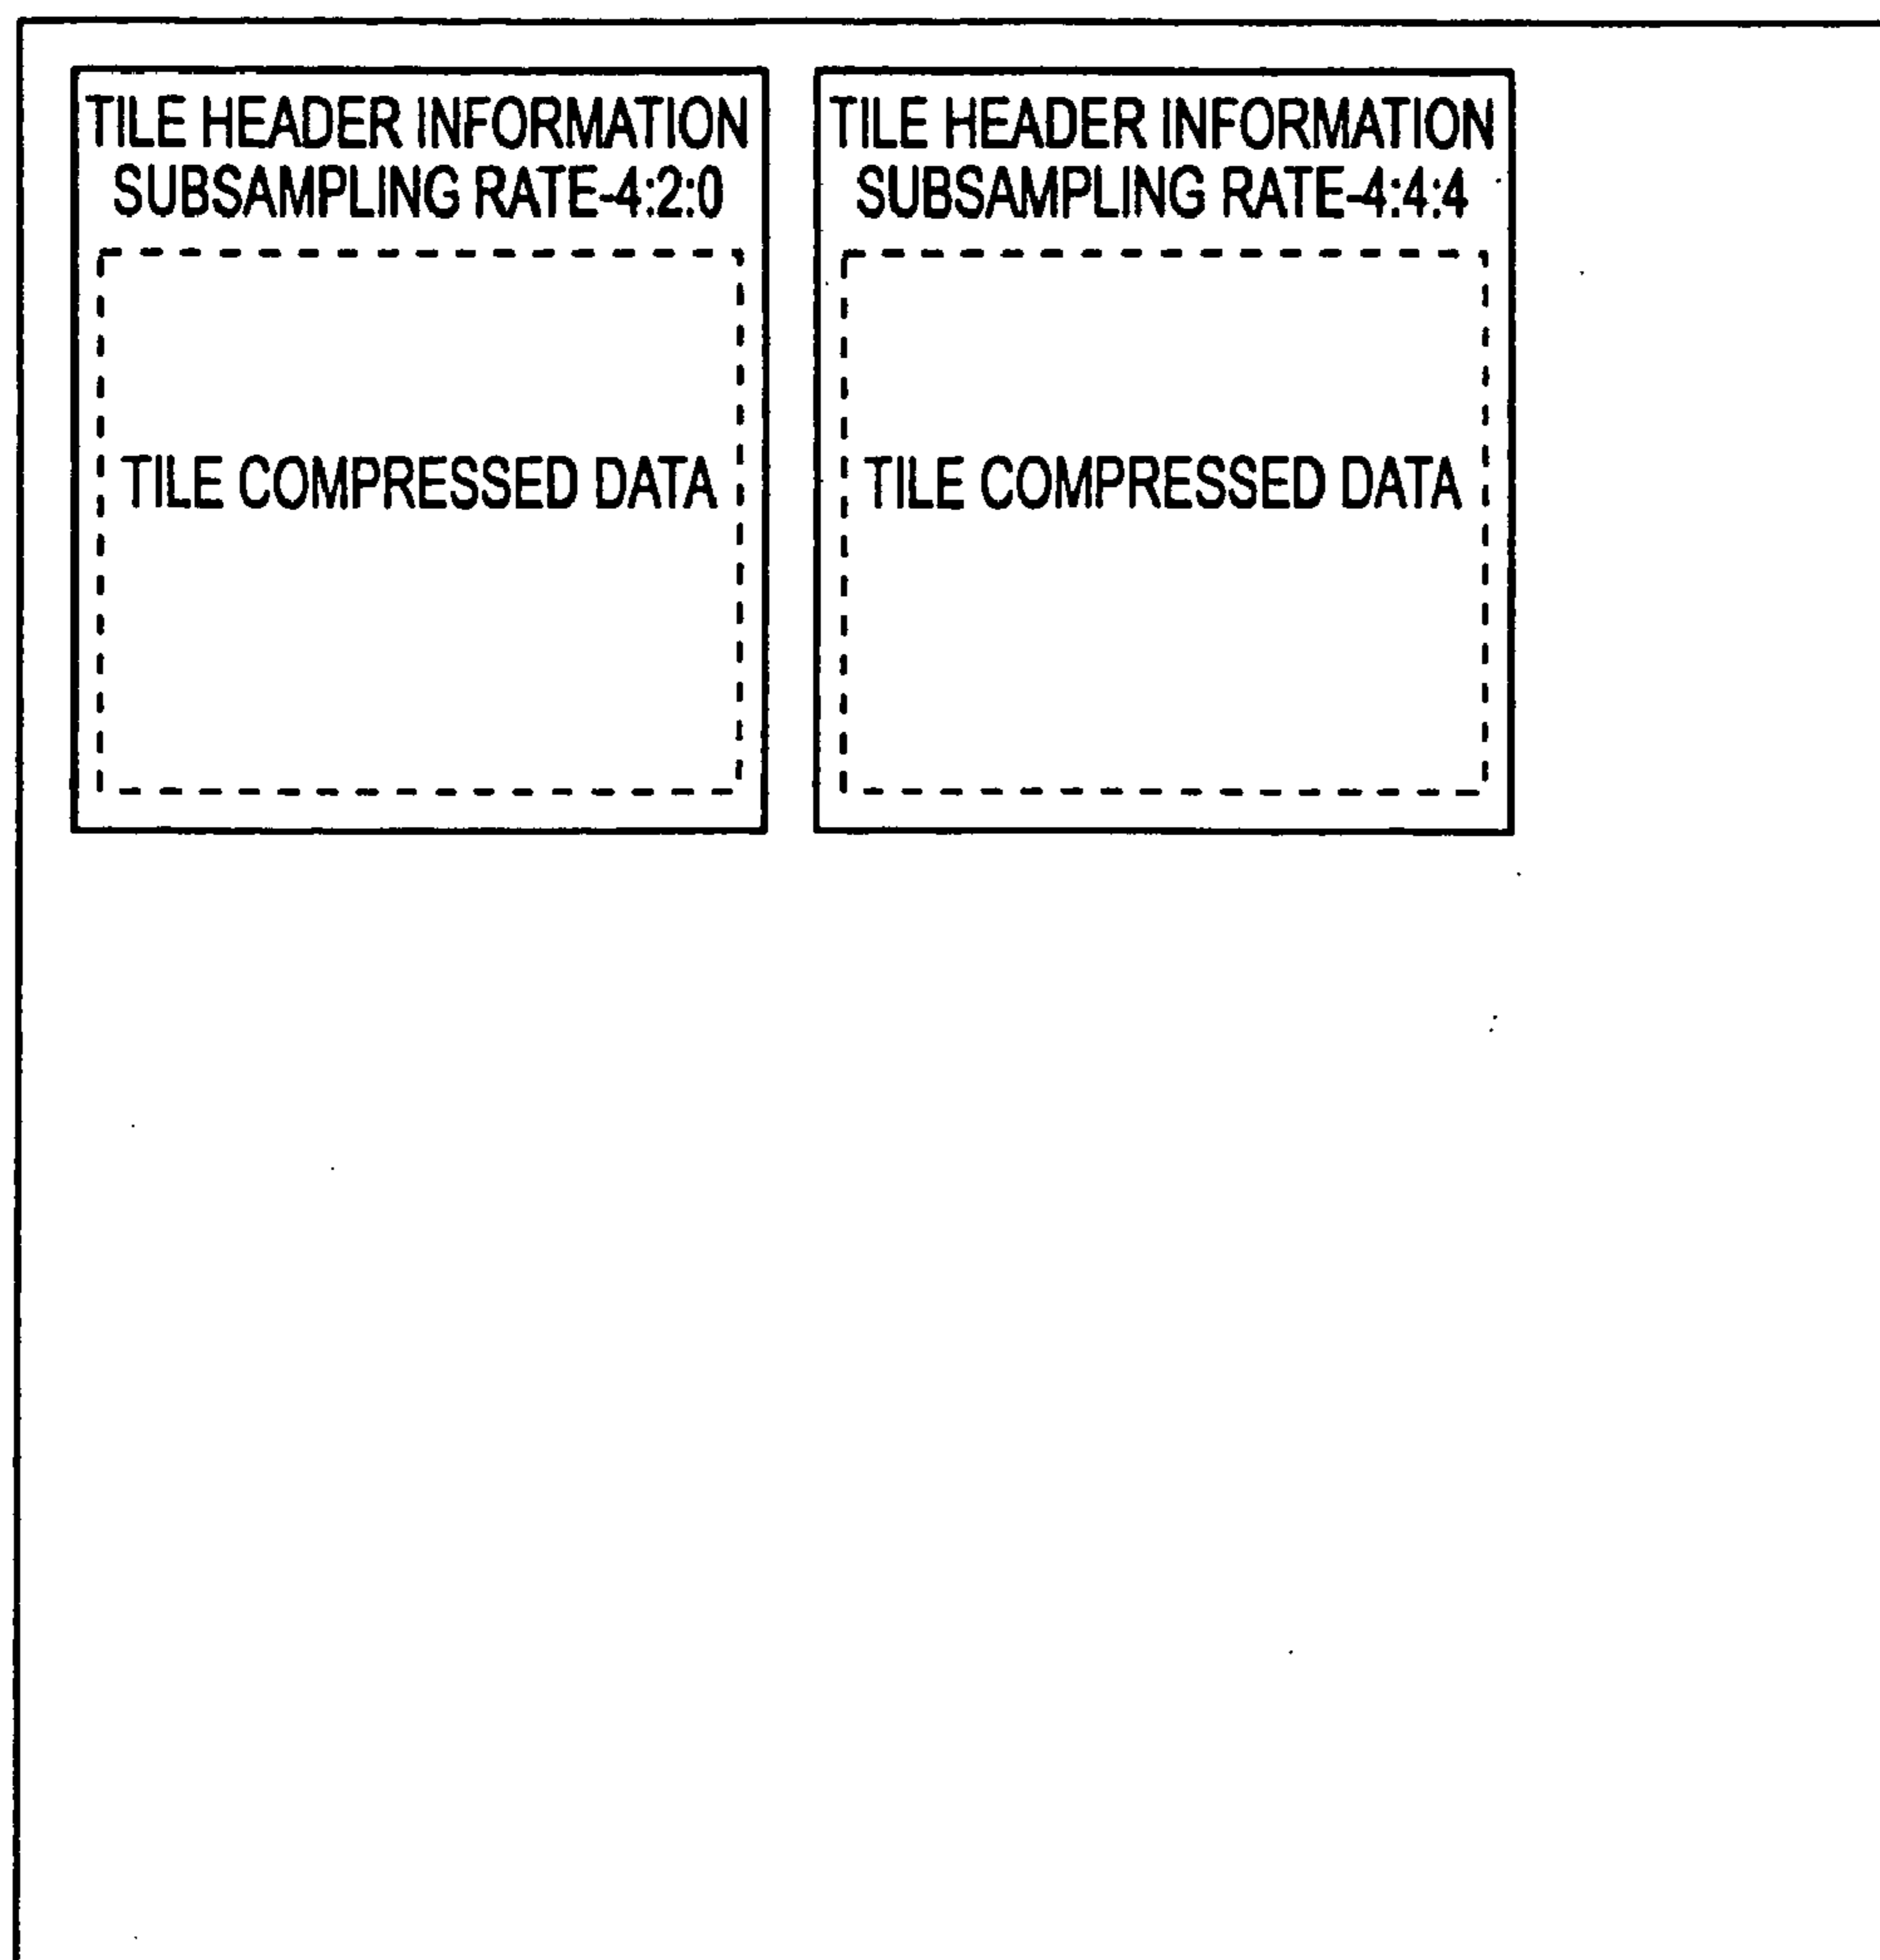 TILE HEADER INFORMATION
SUBSAMPLING RATE-4:2:0
TILE COMPRESSED DATA
TILE HEADER INFORMATION
SUBSAMPLING RATE-4:4:4
TILE COMPRESSED DATA